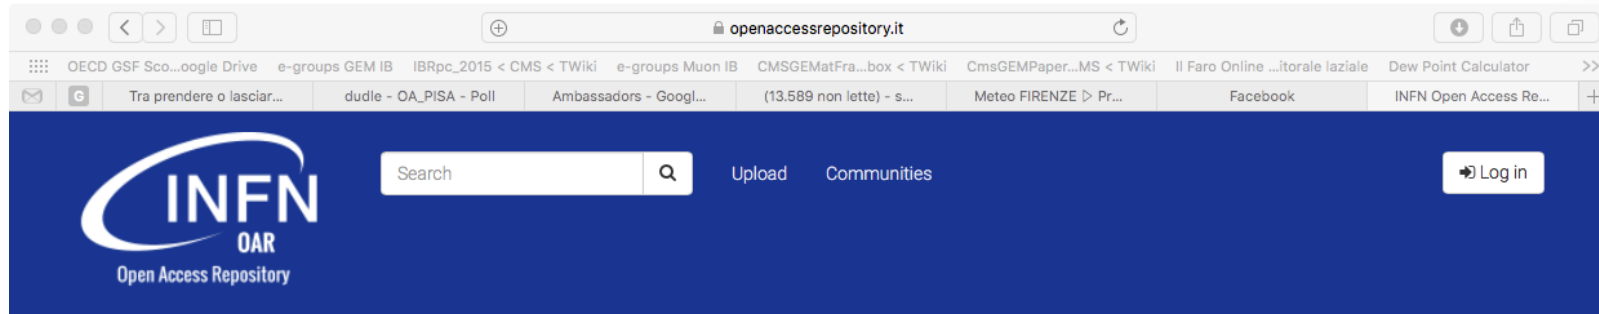 openaccessrepository.it
OECD GSF Sco...oogle Drive e-groups GEM IB IBRpc_2015 < CMS < TWiki e-groups Muon IB CMSGEMatFra...box < TWiki CmsGEMPaper...MS < TWiki Il Faro Online ...itorale laziale Dew Point Calculator >>
G Tra prendere o lasciar... dudle - OA_PISA - Poll Ambassadors - Googl... (13.589 non lette) - s... Meteo FIRENZE ▷ Pr... Facebook INFN Open Access Re... +
Search Upload Communities Log in
INFN
OAR
Open Access Repository